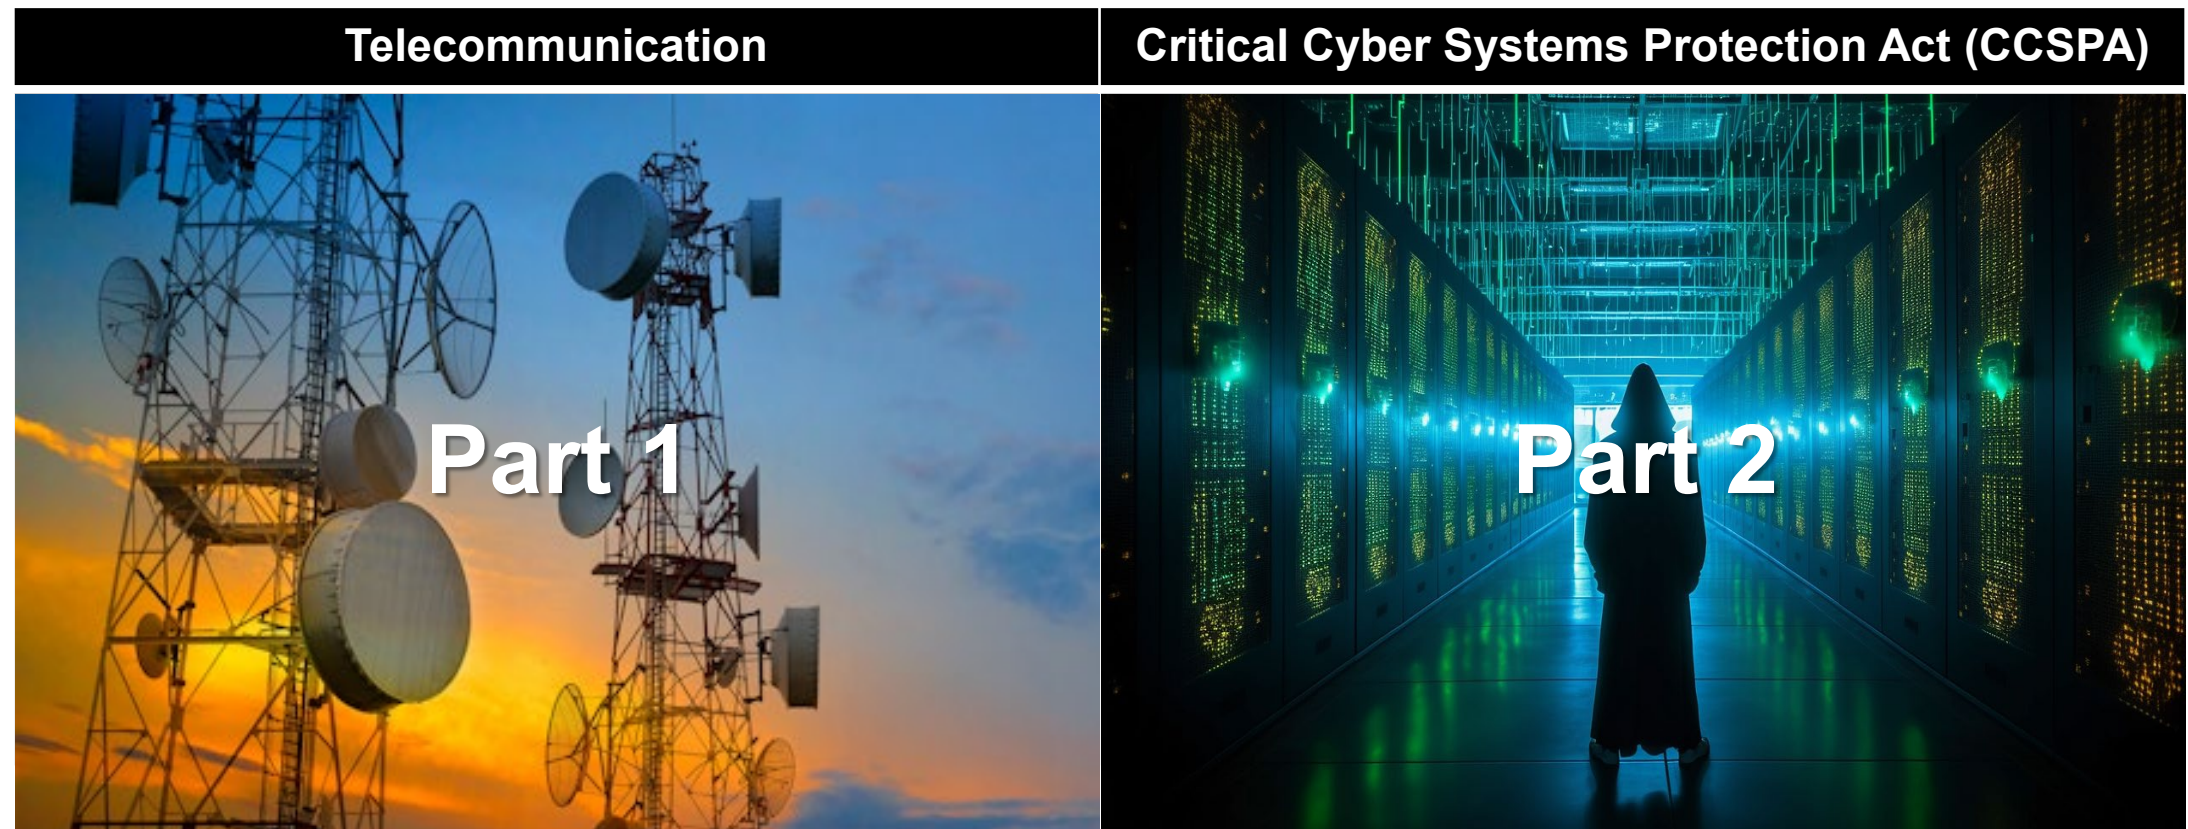 Telecommunication
Critical Cyber Systems Protection Act (CCSPA)
Part 1
Part 2